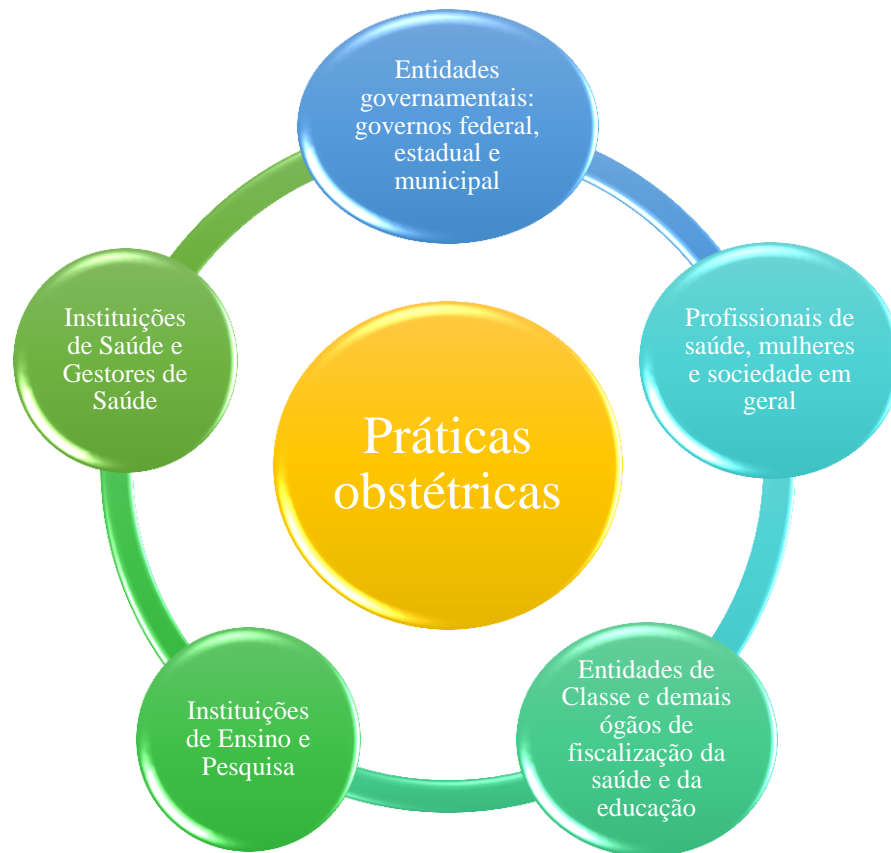 Entidades
governamentais:
governos federal,
estadual e
municipal
Profissionais de
saúde, mulheres
e sociedade em
geral
Entidades de
Classe e demais
ógãos de
fiscalização da
saúde e da
educação
Instituições
de Ensino e
Pesquisa
Instituições
de Saúde e
Gestores de
Saúde
Práticas
obstétricas